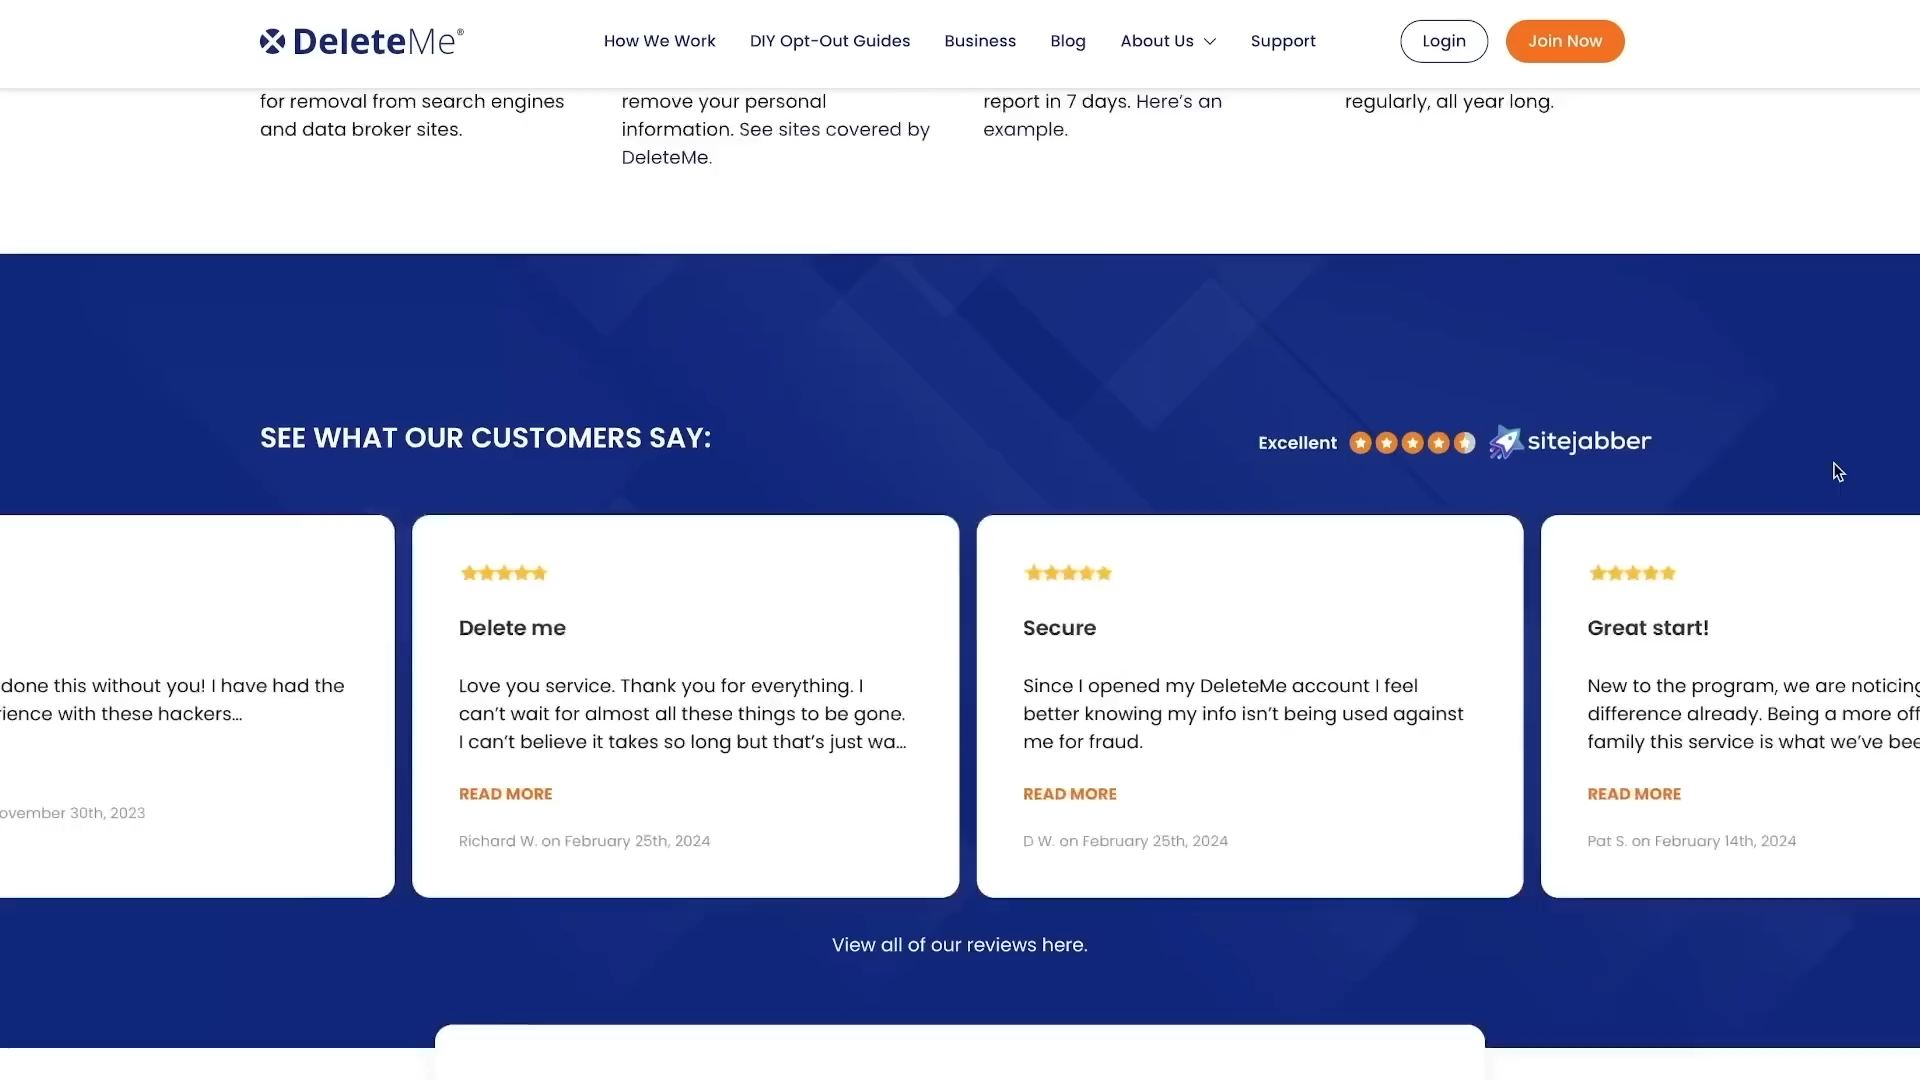 DeleteMe®
How We Work
DIY Opt-Out Guides
Business
Blog
About Us
Support
Login
Join Now
for removal from search engines
and data broker sites.
remove your personal
information. See sites covered by
DeleteMe.
report in 7 days. Here's an
example.
regularly, all year long.
SEE WHAT OUR CUSTOMERS SAY:
Excellent
sitejabber
done this without you! I have had the
ience with these hackers...
ovember 30th, 2023
Delete me
Love you service. Thank you for everything. I
can't wait for almost all these things to be gone.
I can't believe it takes so long but that's just wa...
READ MORE
Richard W. on February 25th, 2024
Secure
Since I opened my DeleteMe account I feel
better knowing my info isn't being used against
me for fraud.
READ MORE
D W. on February 25th, 2024
Great start!
New to the program, we are noticing
difference already. Being a more off
family this service is what we've bee
READ MORE
Pat S. on February 14th, 2024
View all of our reviews here.